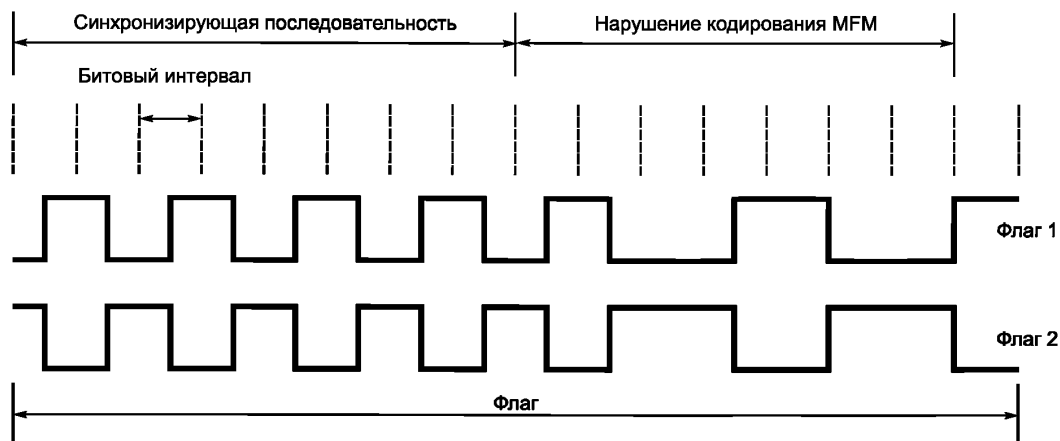 Синхронизирующая последовательность
Нарушение кодирования MFM
Битовый интервал
Флаг 1
Флаг 2
Флаг